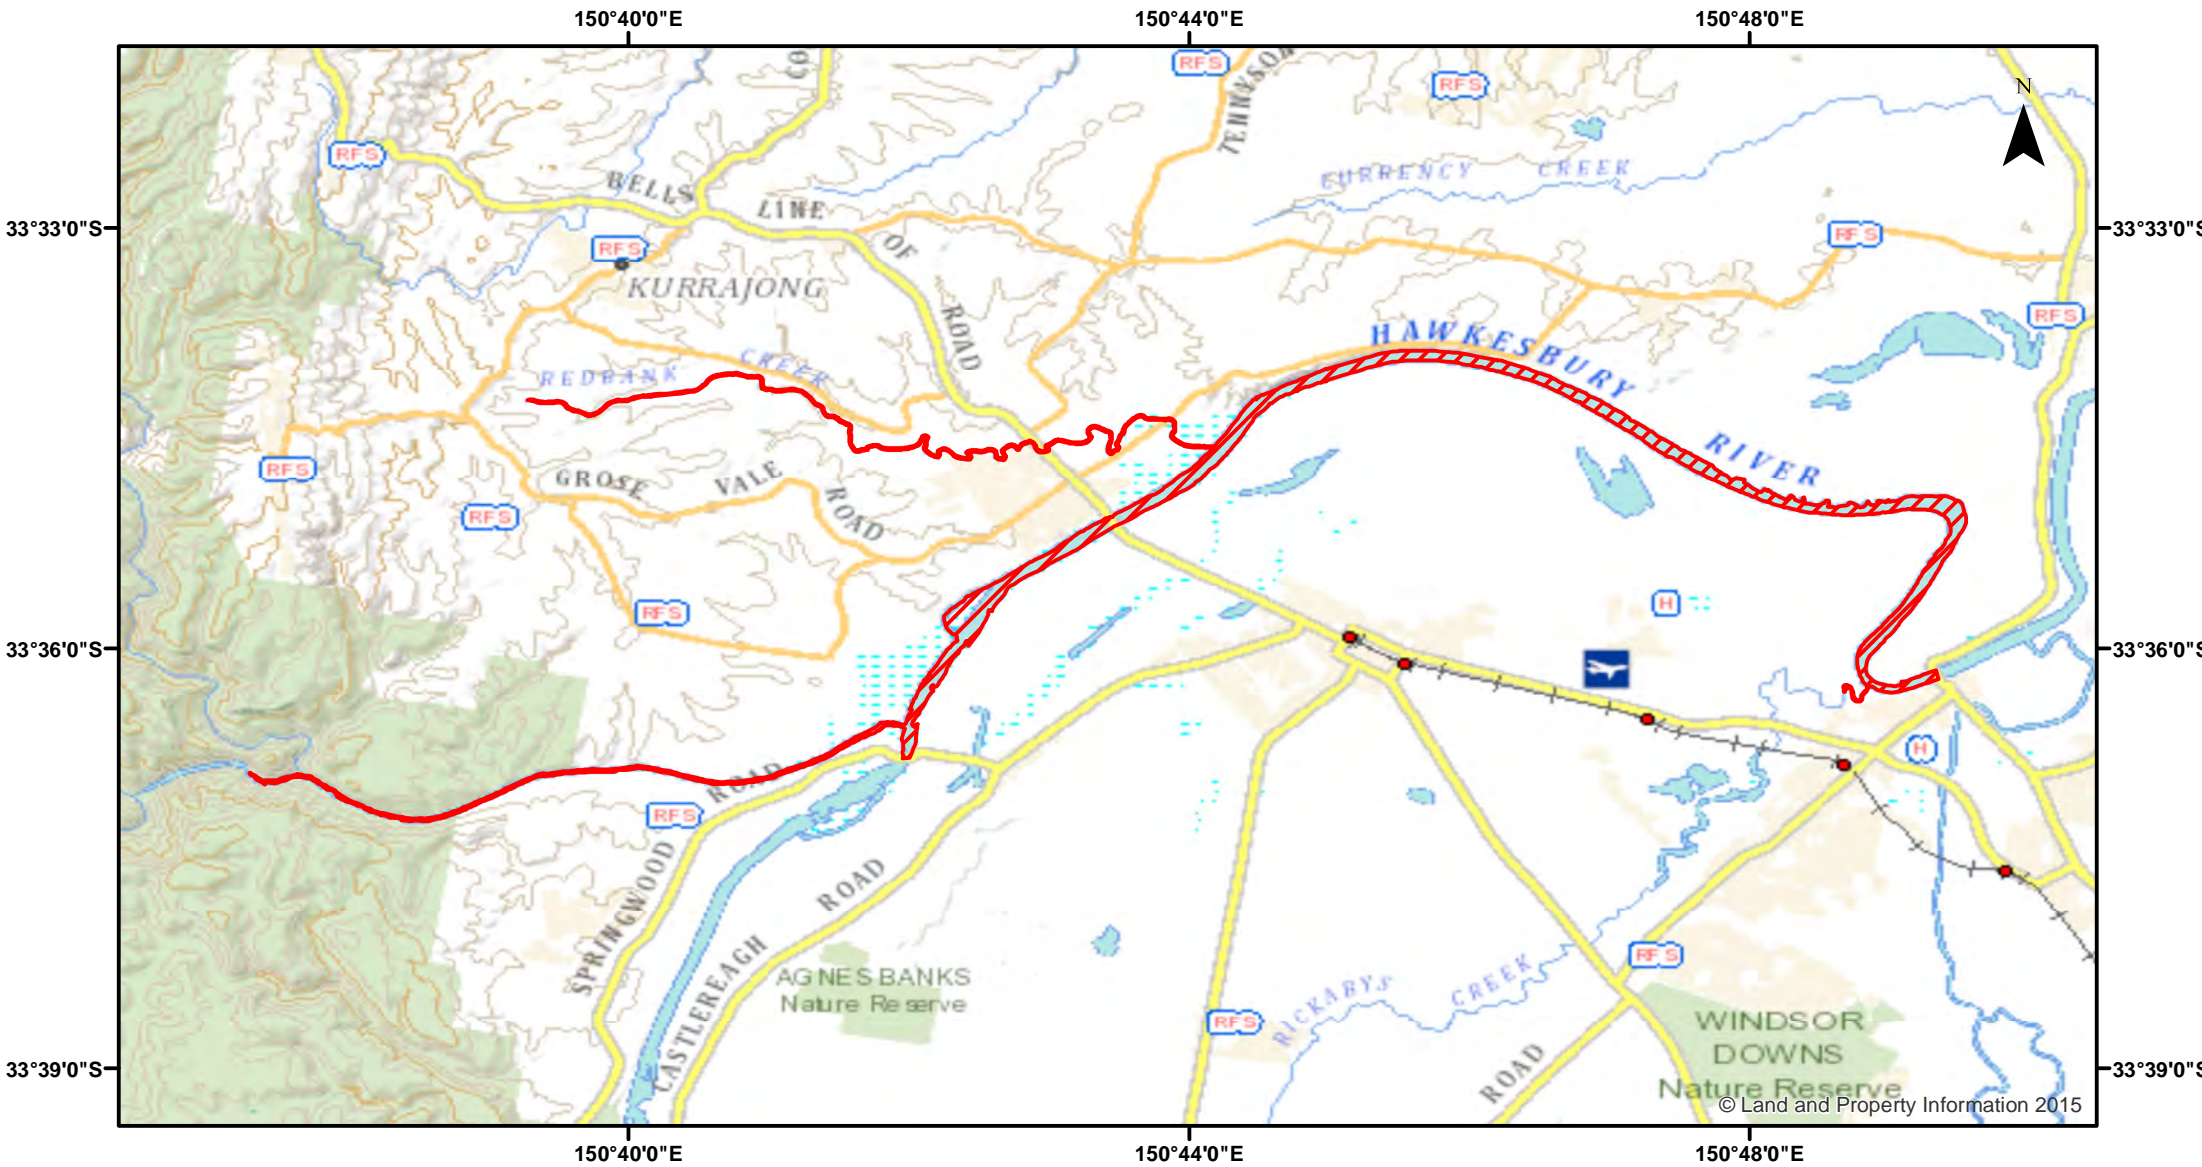 150°40'0"E
150°44'0"E
150°48'0"E
N
RFS
RFS
TENNYSON
CO
RFS
CURRENCY CREEK
BELLS LINE OF ROAD
33°33'0"S
33°33'0"S
RFS
RFS
KURRAJONG
RFS
HAWKESBURY RIVER
REDBANK CREEK
RFS
GROSE VALE ROAD
RFS
RFS
H
33°36'0"S
33°36'0"S
H
RFS
SPRINGWOOD ROAD
CASTLEREAGH ROAD
AGNES BANKS
Nature Reserve
RFS
RICKABYS CREEK
RFS
WINDSOR
DOWNS
Nature Reserve
ROAD
33°39'0"S
33°39'0"S
© Land and Property Information 2015
150°40'0"E
150°44'0"E
150°48'0"E